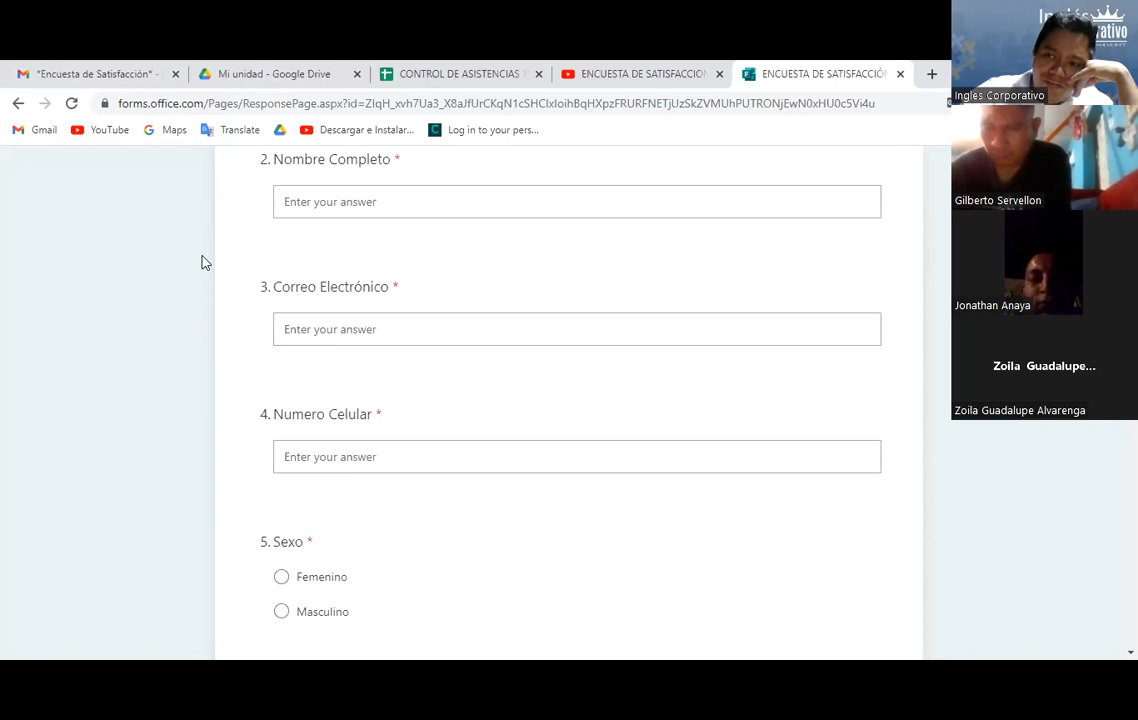 *Encuesta de Satisfacción* -
Mi unidad - Google Drive
CONTROL DE ASISTENCIAS Y
ENCUESTA DE SATISFACCION
ENCUESTA DE SATISFACCIÓN
forms.office.com/Pages/ResponsePage.aspx?id=ZlqH_xvh7Ua3_X8aJfUrCKqN1cSHClxIoihBqHXpzFRURFNETjUzSkZVMUhPUTRONjEwN0xHU0c5Vi4u
Gmail
YouTube
Maps
Translate
Descargar e Instalar...
Log in to your pers...
2. Nombre Completo *
Enter your answer
3. Correo Electrónico *
Enter your answer
4. Numero Celular *
Enter your answer
5. Sexo *
Femenino
Masculino
Ingles Corporativo
Gilberto Servellon
Jonathan Anaya
Zoila Guadalupe...
Zoila Guadalupe Alvarenga